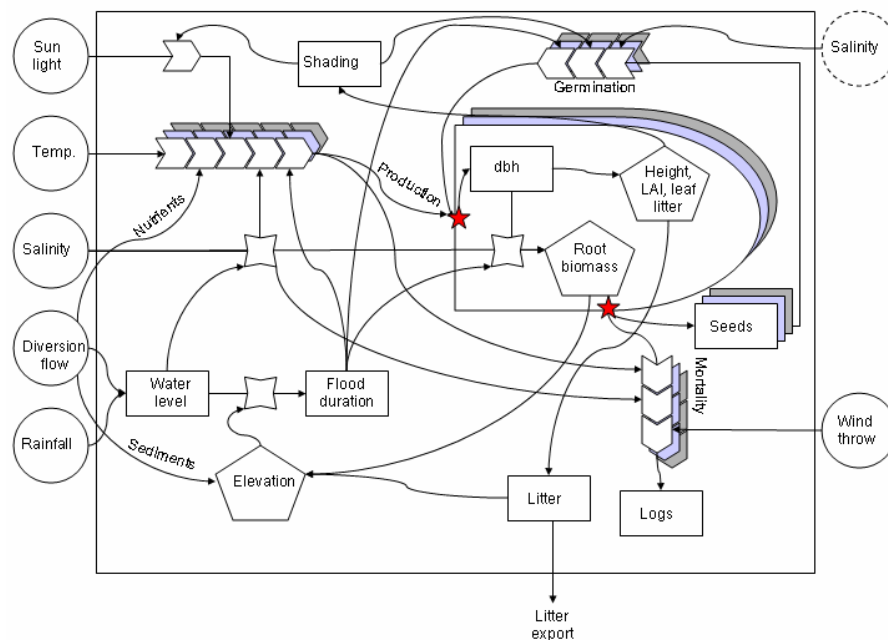 Sun
light
Shading
Salinity
Germination
Temp.
Production
dbh
Height,
LAI, leaf
litter
Nutrients
Salinity
Root
biomass
Seeds
Diversion
flow
Water
level
Flood
duration
Mortality
Wind
throw
Rainfall
Sediments
Elevation
Litter
Logs
Litter
export